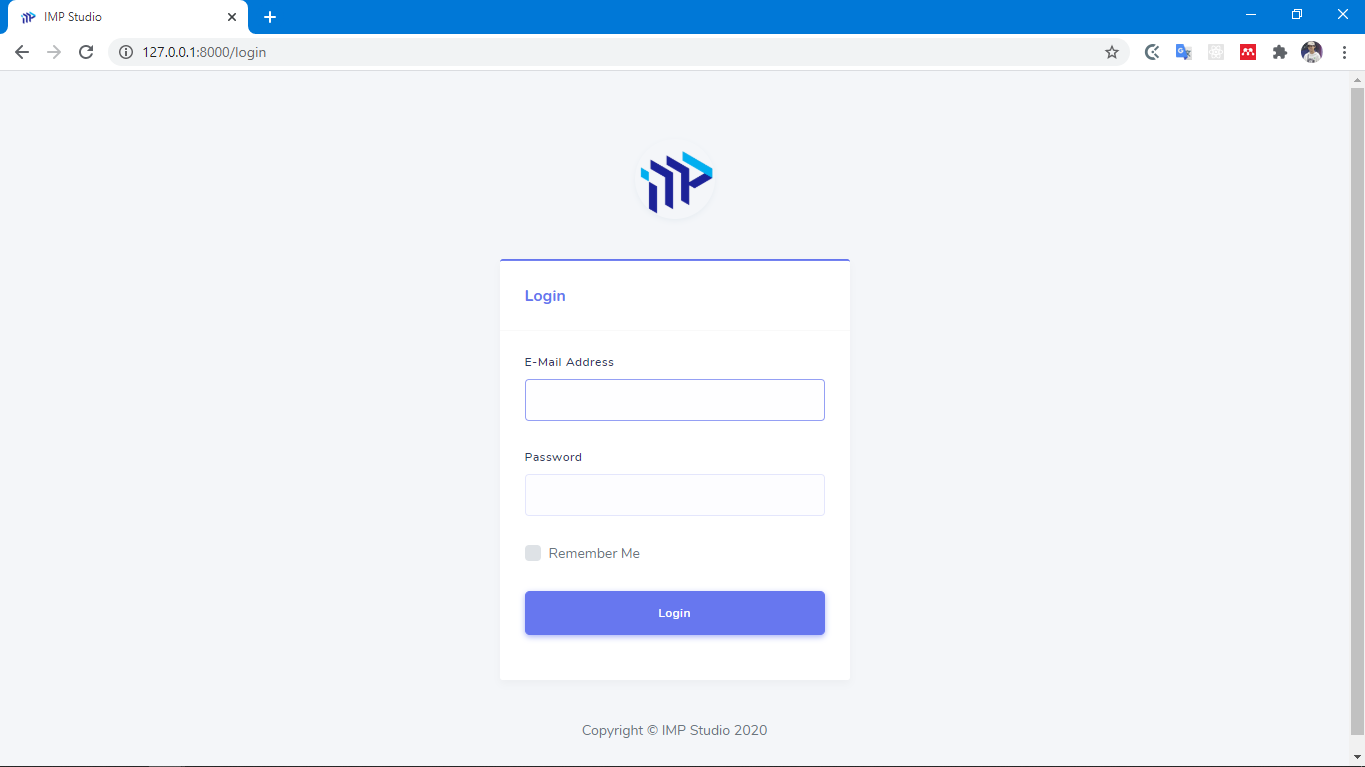 IMP Studio
127.0.0.1:8000/login
Login
E-Mail Address
Password
Remember Me
Login
Copyright © IMP Studio 2020